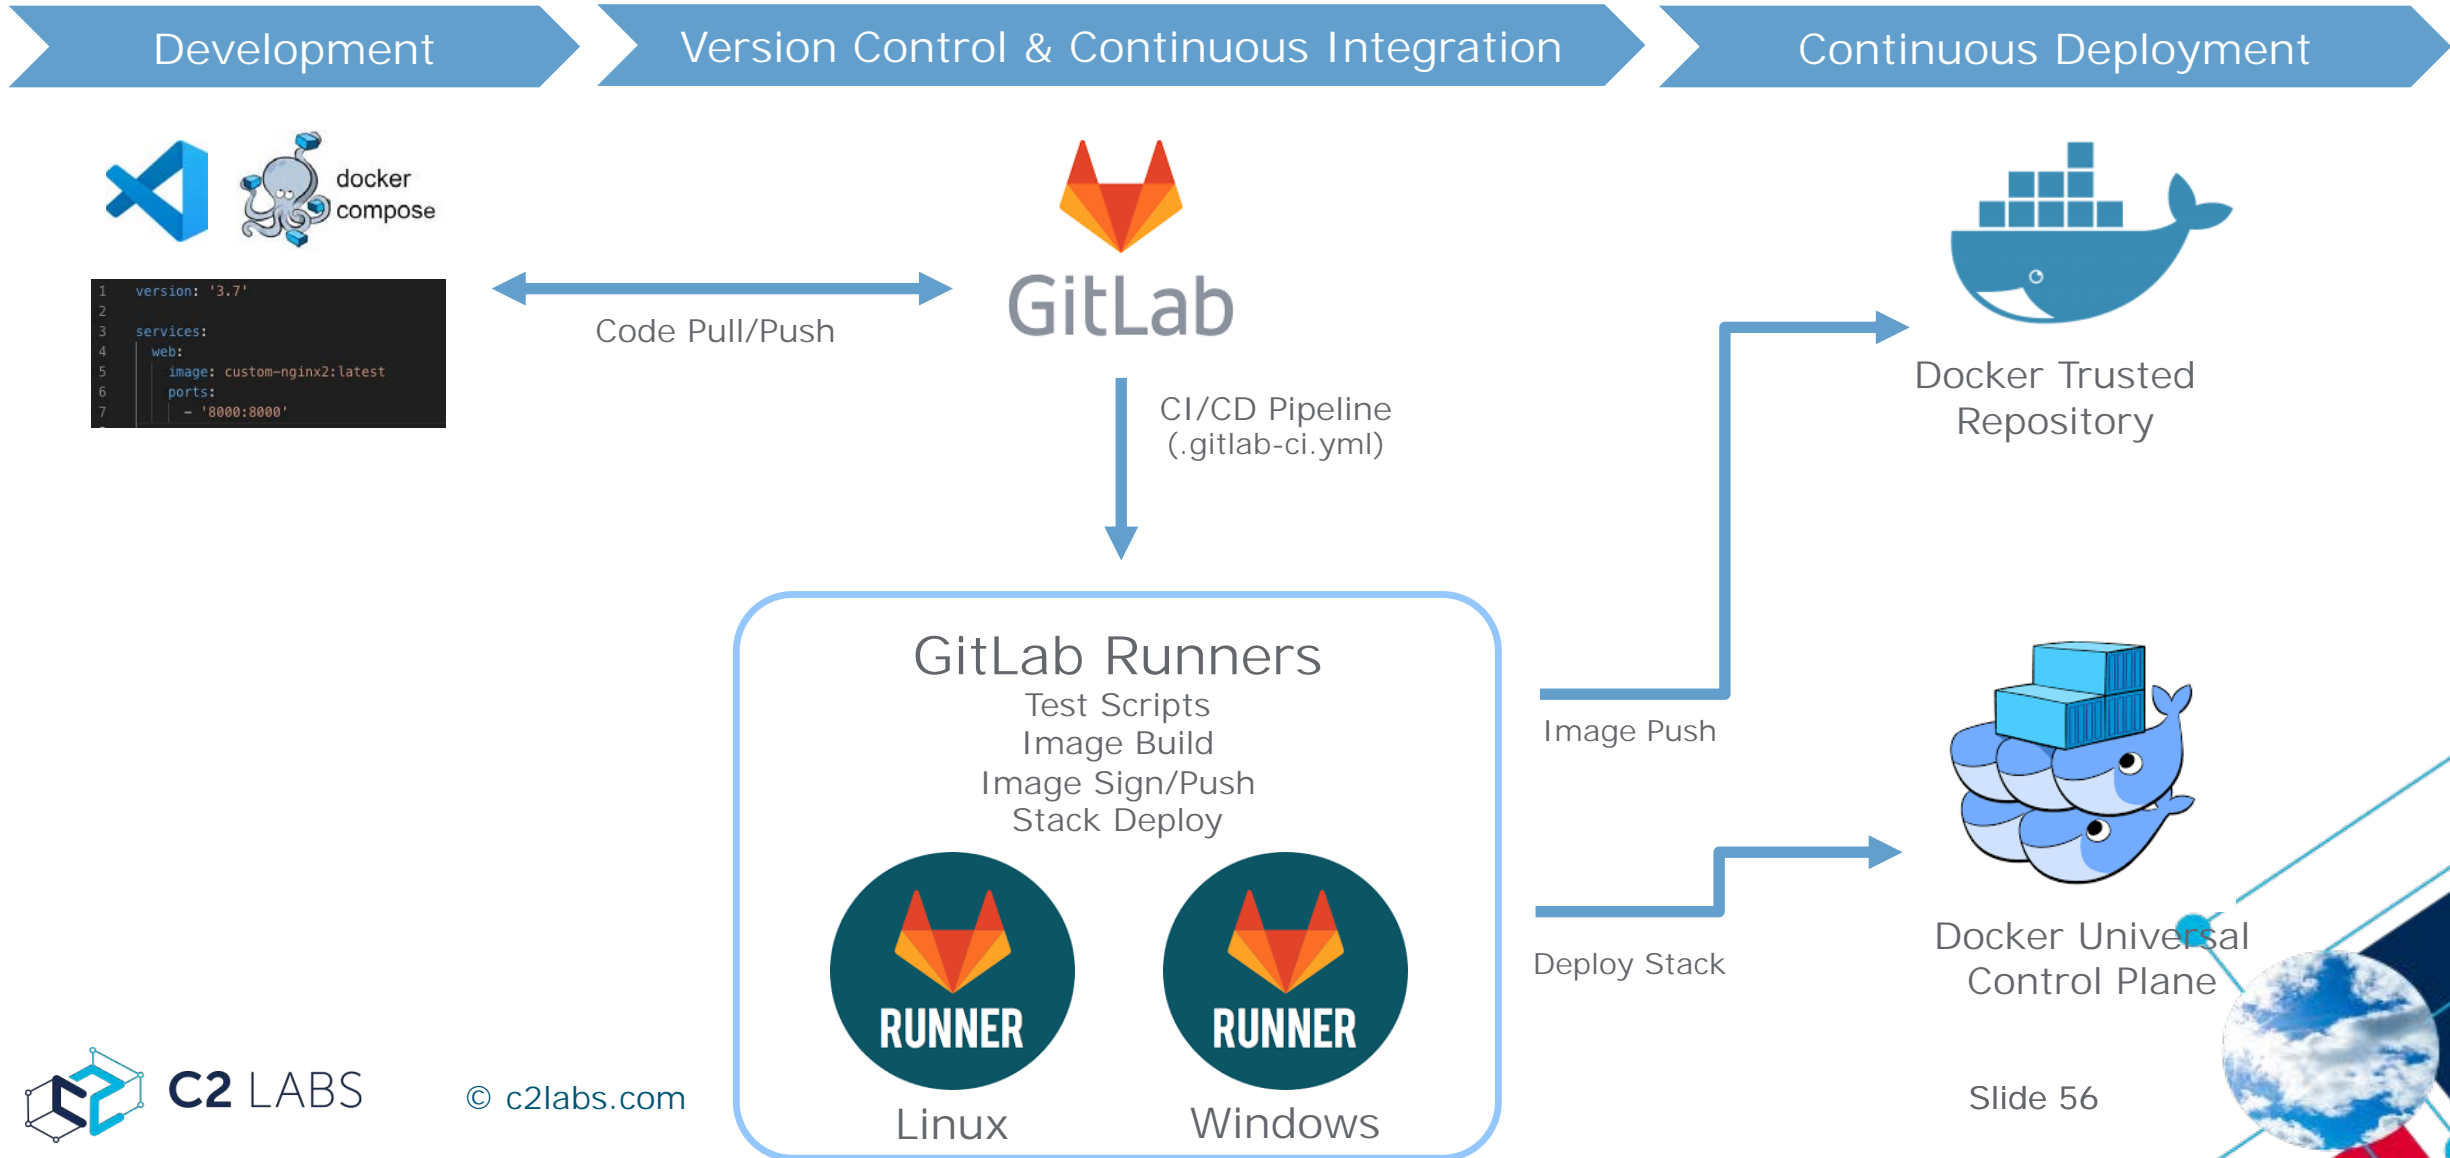 Development
Version Control & Continuous Integration
Continuous Deployment
docker
compose
1 version: '3.7'
2
3 services:
4 web:
5 image: custom-nginx2:latest
6 ports:
7 - '8000:8000'
Code Pull/Push
GitLab
CI/CD Pipeline
(.gitlab-ci.yml)
Docker Trusted
Repository
GitLab Runners
Test Scripts
Image Build
Image Sign/Push
Stack Deploy
RUNNER
Linux
RUNNER
Windows
Image Push
Deploy Stack
Docker Universal
Control Plane
C2 LABS
© c2labs.com
Slide 56